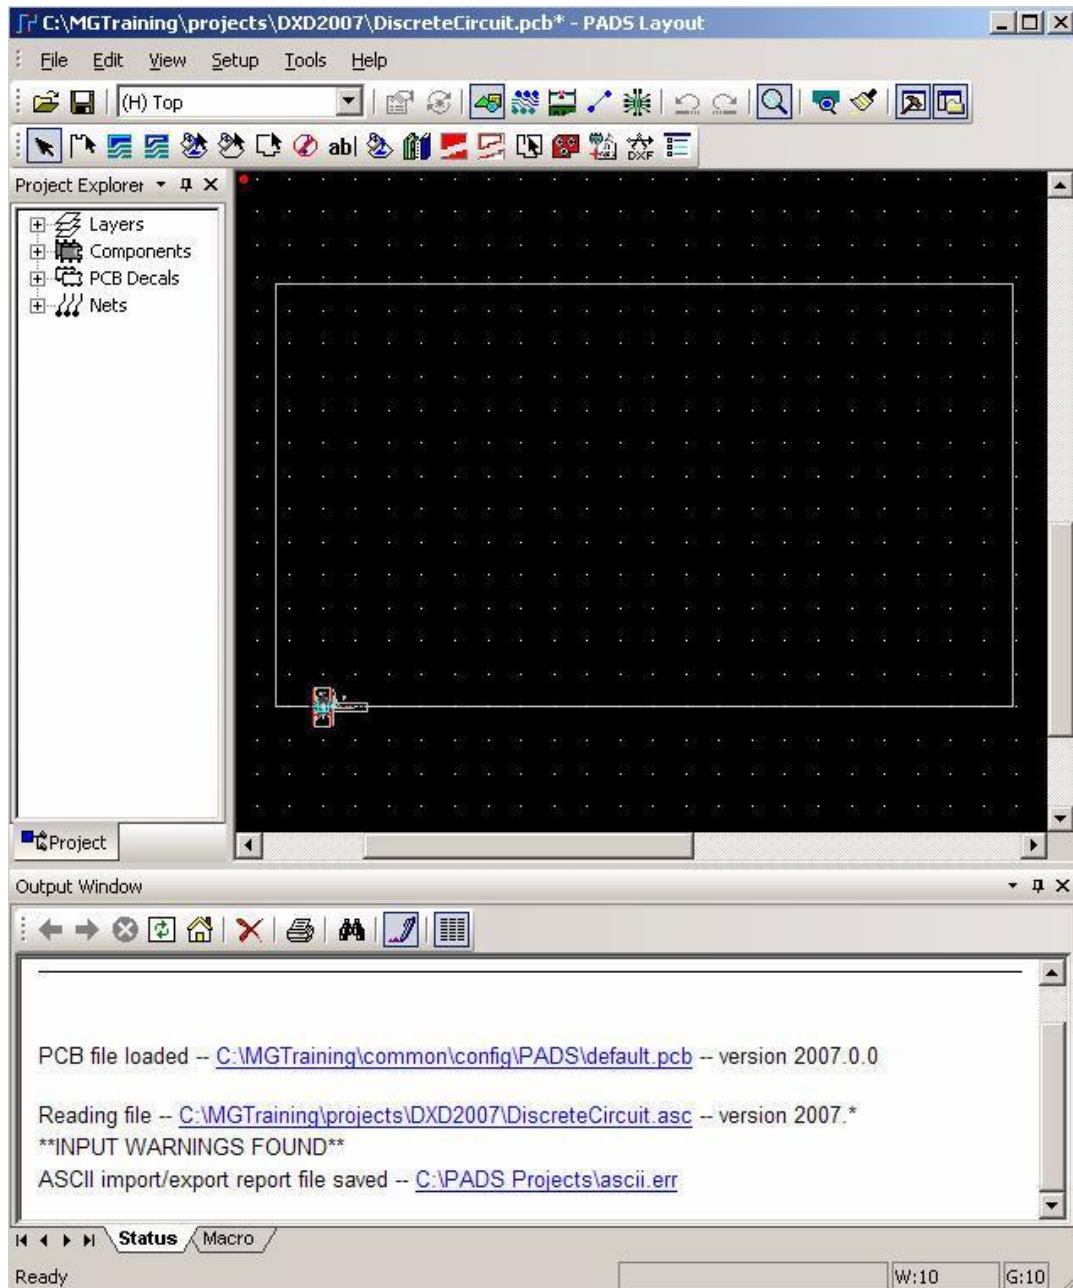 C:\MGTraining\projects\DXD2007\DiscreteCircuit.pcb* - PADS Layout
File Edit View Setup Tools Help
(H) Top
ab|
DXF
Project Explorer
Layers
Components
PCB Decals
Nets
Project
Output Window
PCB file loaded -- C:\MGTraining\common\config\PADS\default.pcb -- version 2007.0.0
Reading file -- C:\MGTraining\projects\DXD2007\DiscreteCircuit.asc -- version 2007.*
**INPUT WARNINGS FOUND**
ASCII import/export report file saved -- C:\PADS Projects\ascii.err
Status Macro
Ready W:10 G:10